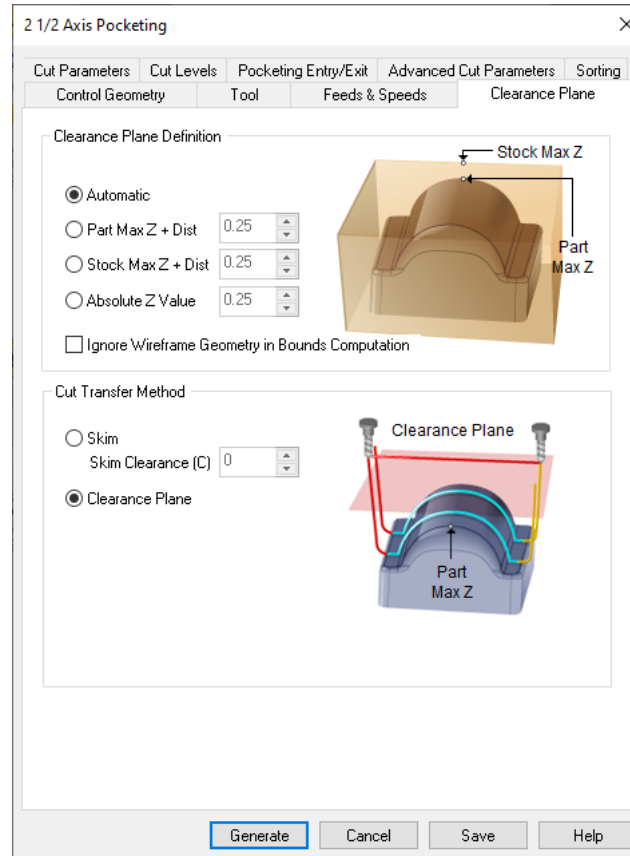 2 1/2 Axis Pocketing
Cut Parameters Cut Levels Pocketing Entry/Exit Advanced Cut Parameters Sorting
Control Geometry Tool Feeds & Speeds Clearance Plane
Clearance Plane Definition
Stock Max Z
Automatic
Part Max Z + Dist 0.25
Stock Max Z + Dist 0.25
Absolute Z Value 0.25
Part
Max Z
Ignore Wireframe Geometry in Bounds Computation
Cut Transfer Method
Skim
Skim Clearance (C) 0
Clearance Plane
Clearance Plane
Part
Max Z
Generate Cancel Save Help